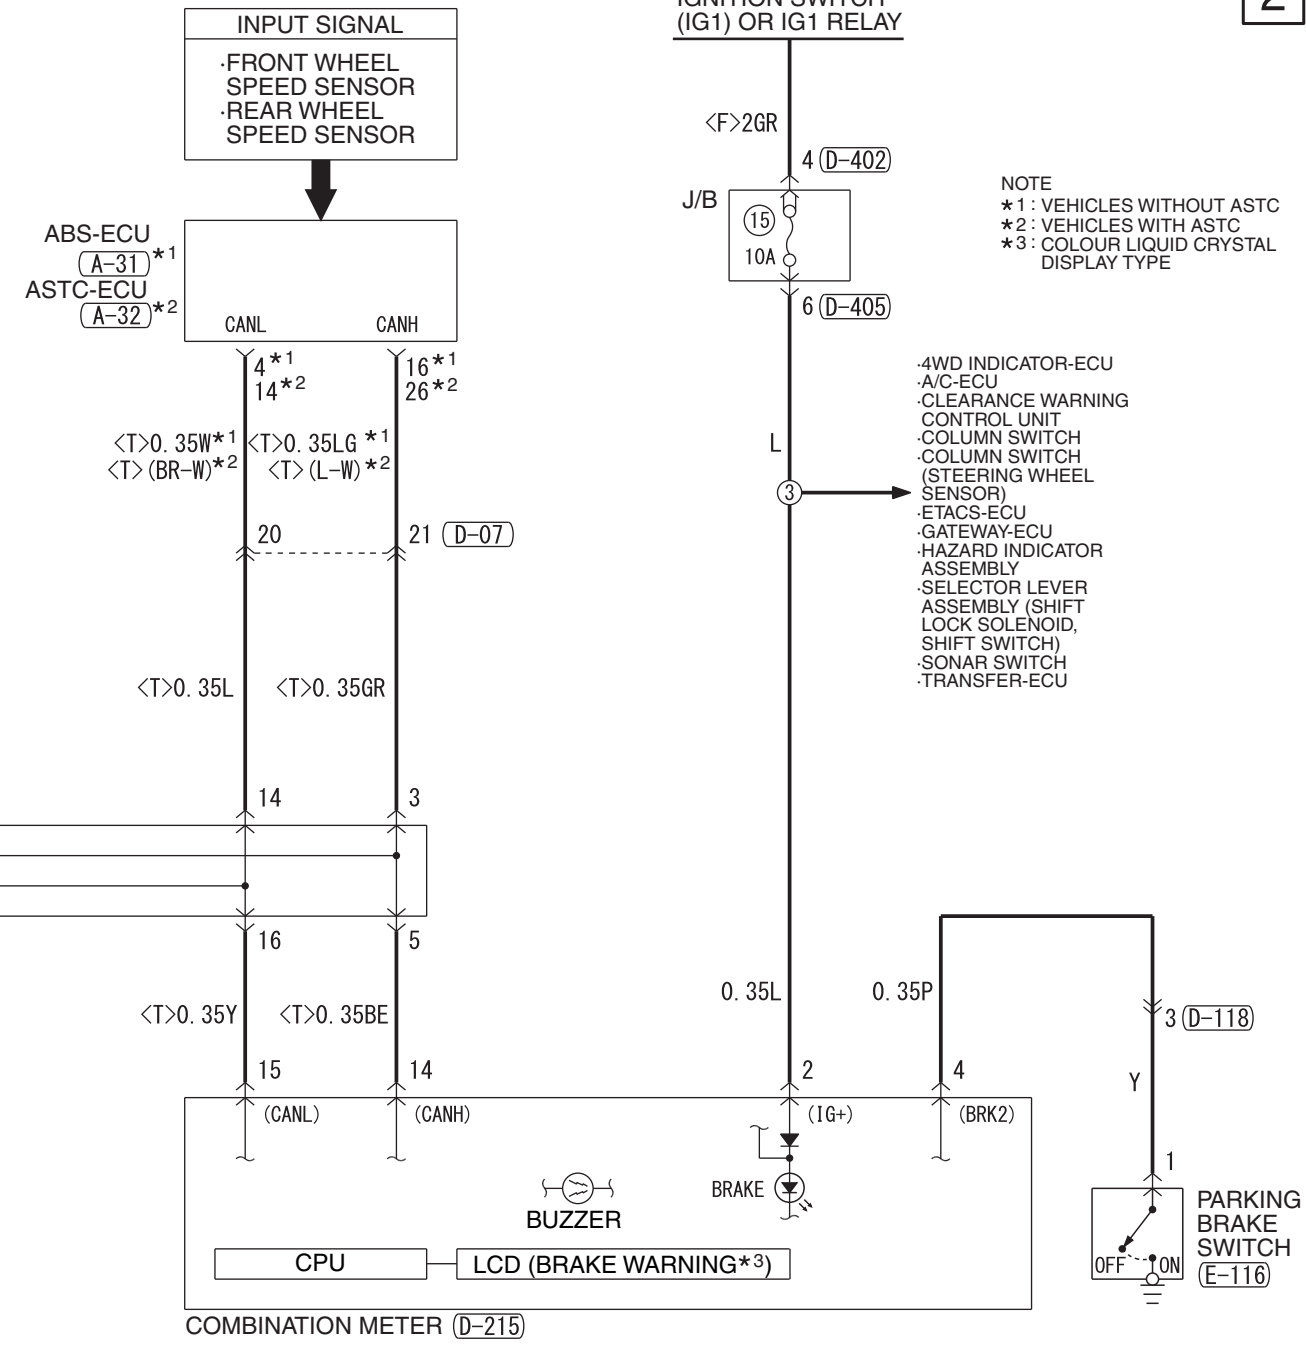 INPUT SIGNAL
·FRONT WHEEL
SPEED SENSOR
·REAR WHEEL
SPEED SENSOR
IGNITION SWITCH
(IG1) OR IG1 RELAY
2
<F>2GR
4 (D-402)
J/B
15
10A
6 (D-405)
NOTE
*1 : VEHICLES WITHOUT ASTC
*2 : VEHICLES WITH ASTC
*3 : COLOUR LIQUID CRYSTAL
DISPLAY TYPE
ABS-ECU
(A-31)*1
ASTC-ECU
(A-32)*2
CANL CANH
4*1 16*1
14*2 26*2
<T>0.35W*1 <T>0.35LG *1
<T>(BR-W)*2 <T>(L-W)*2
20 21 (D-07)
L
3
·4WD INDICATOR-ECU
·A/C-ECU
·CLEARANCE WARNING
CONTROL UNIT
·COLUMN SWITCH
·COLUMN SWITCH
(STEERING WHEEL
SENSOR)
·ETACS-ECU
·GATEWAY-ECU
·HAZARD INDICATOR
ASSEMBLY
·SELECTOR LEVER
ASSEMBLY (SHIFT
LOCK SOLENOID,
SHIFT SWITCH)
·SONAR SWITCH
·TRANSFER-ECU
<T>0.35L <T>0.35GR
14 3
16 5
<T>0.35Y <T>0.35BE
0.35L 0.35P
3 (D-118)
Y
15 14 2 4
(CANL) (CANH) (IG+) (BRK2)
1
BRAKE
BUZZER
CPU LCD (BRAKE WARNING*3)
OFF ON
PARKING
BRAKE
SWITCH
(E-116)
COMBINATION METER (D-215)